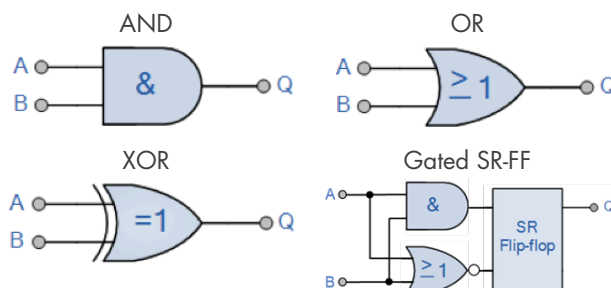 AND
OR
A
&
Q
B
A
≥ 1
Q
B
XOR
Gated SR-FF
A
=1
Q
B
A
&
Q
SR
Flip-flop
≥ 1
B